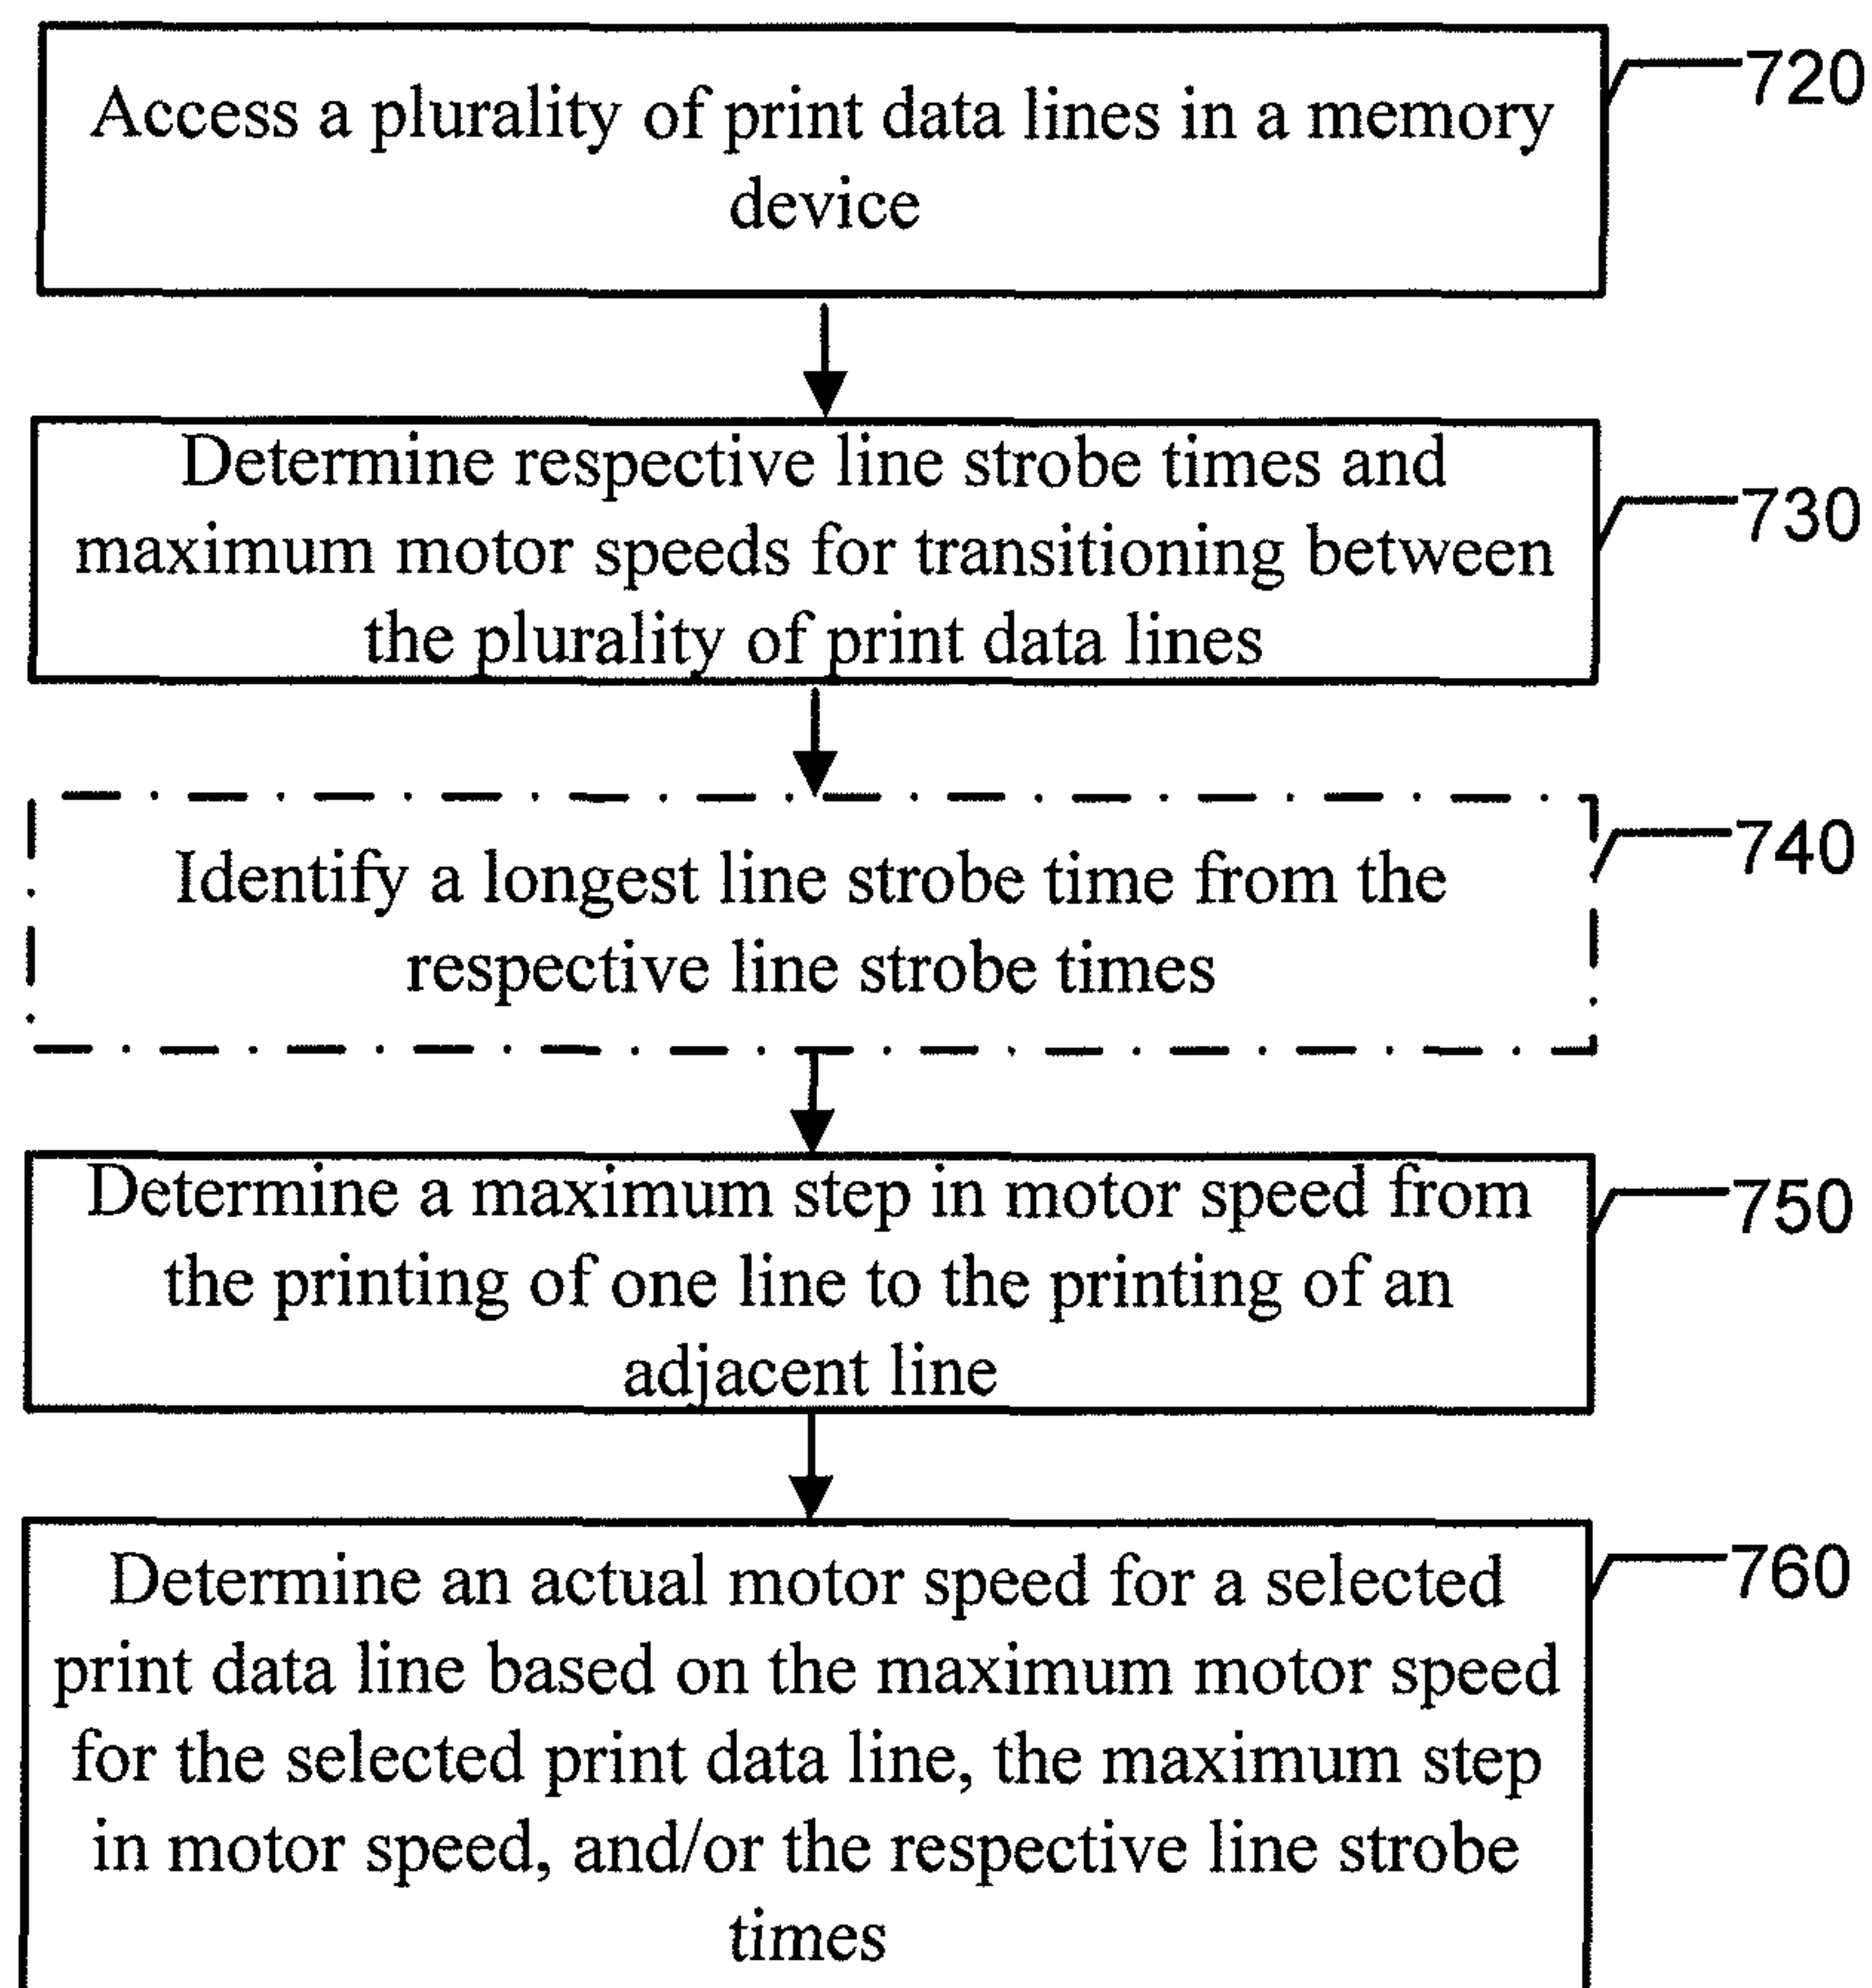 Access a plurality of print data lines in a memory
device
720
Determine respective line strobe times and
maximum motor speeds for transitioning between
the plurality of print data lines
730
Identify a longest line strobe time from the
respective line strobe times
740
Determine a maximum step in motor speed from
the printing of one line to the printing of an
adjacent line
750
Determine an actual motor speed for a selected
print data line based on the maximum motor speed
for the selected print data line, the maximum step
in motor speed, and/or the respective line strobe
times
760